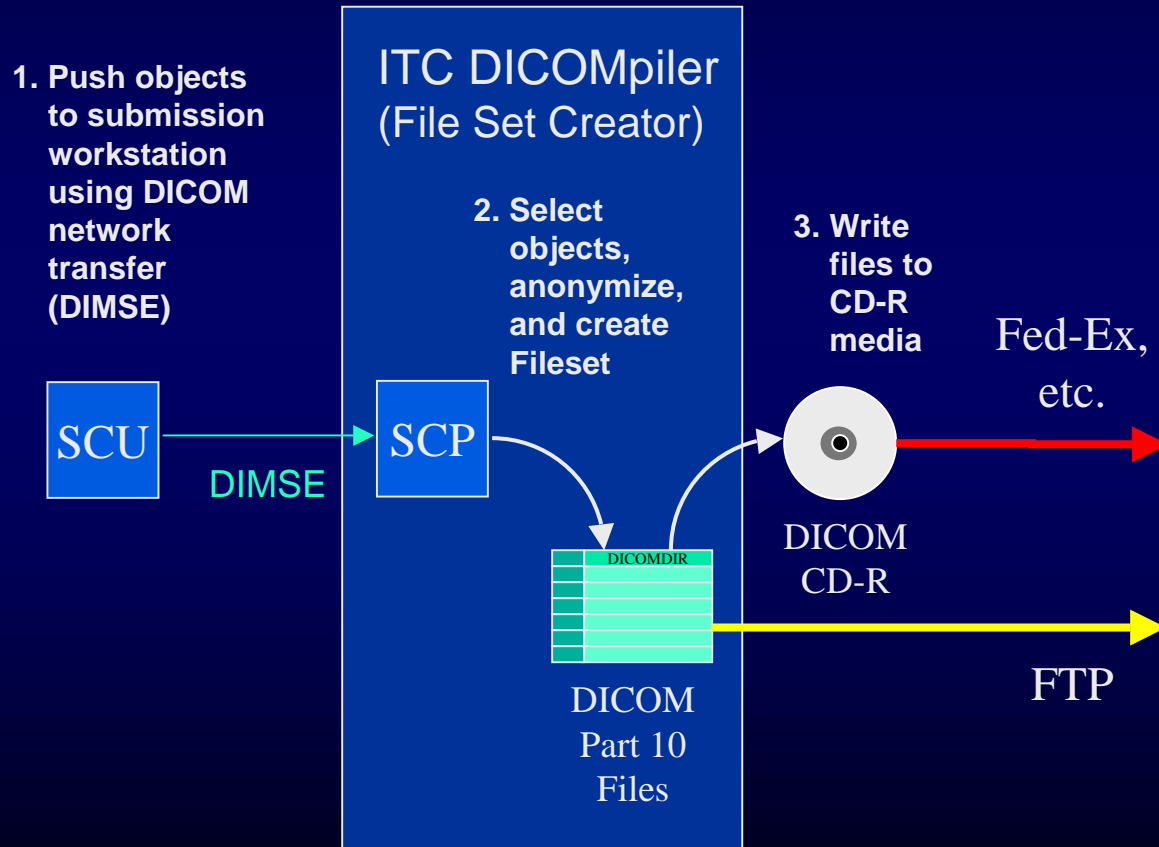 1. Push objects
to submission
workstation
using DICOM
network
transfer
(DIMSE)
ITC DICOMpiler
(File Set Creator)
2. Select
objects,
anonymize,
and create
Fileset
3. Write
files to
CD-R
media
Fed-Ex,
etc.
SCU
DIMSE
SCP
DICOMDIR
DICOM
Part 10
Files
DICOM
CD-R
FTP